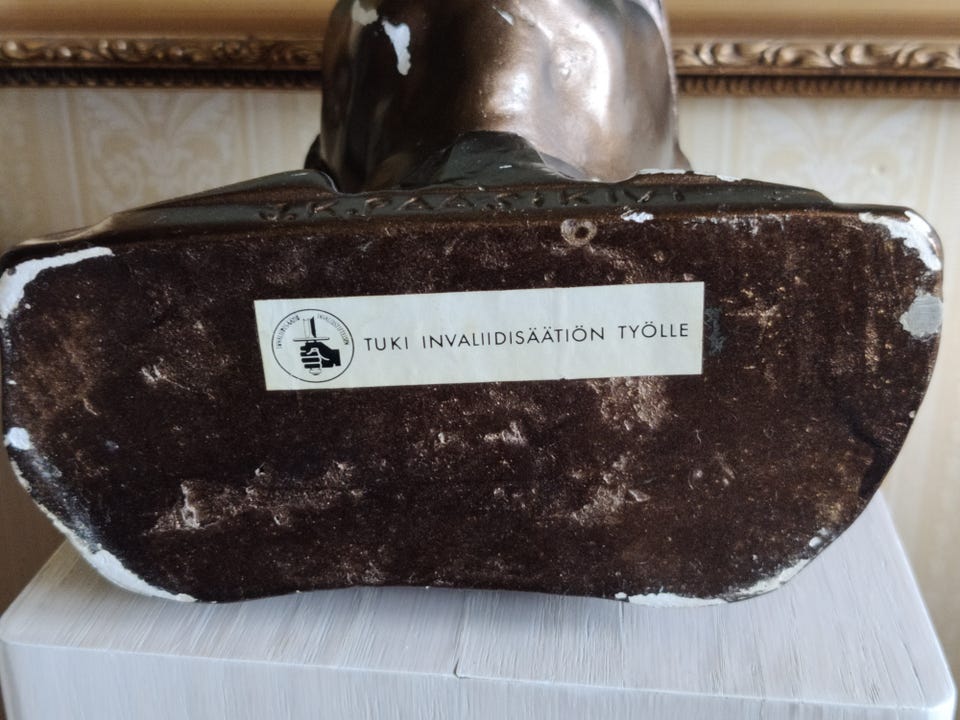 J.K.PAASIKIVI
TUKI INVALIIDISÄÄTIÖN TYÖLLE